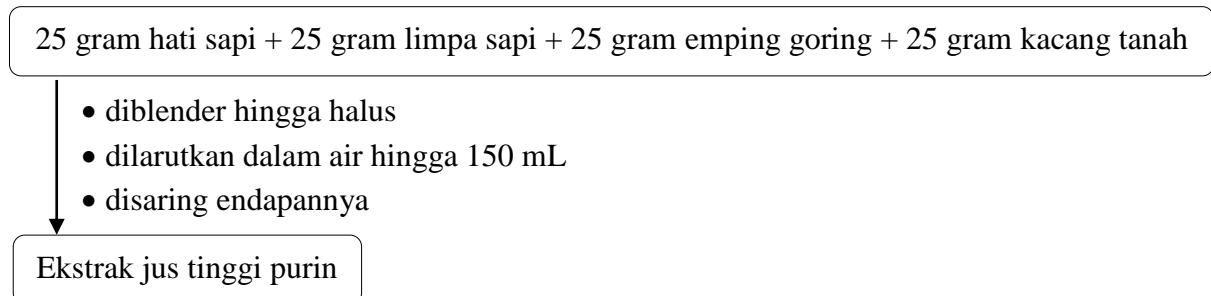 25 gram hati sapi + 25 gram limpa sapi + 25 gram emping goring + 25 gram kacang tanah
• diblender hingga halus
• dilarutkan dalam air hingga 150 mL
• disaring endapannya
Ekstrak jus tinggi purin